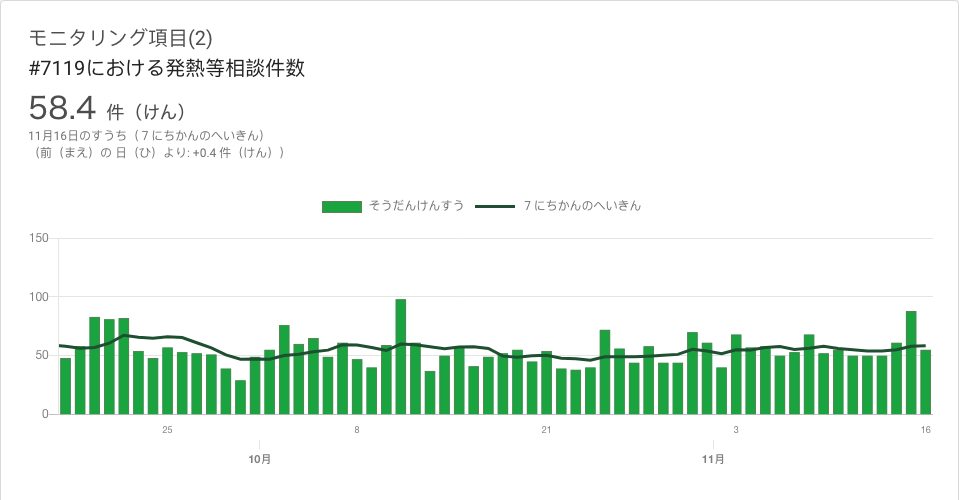 モニタリング項目(2)
#7119における発熱等相談件数
58.4 件（けん）
11月16日のすうち（７にちかんのへいきん）
（前（まえ）の 日（ひ）より: +0.4 件（けん））
そうだんけんすう ７にちかんのへいきん
150
100
50
0
25 8 21 3 16
10月 11月